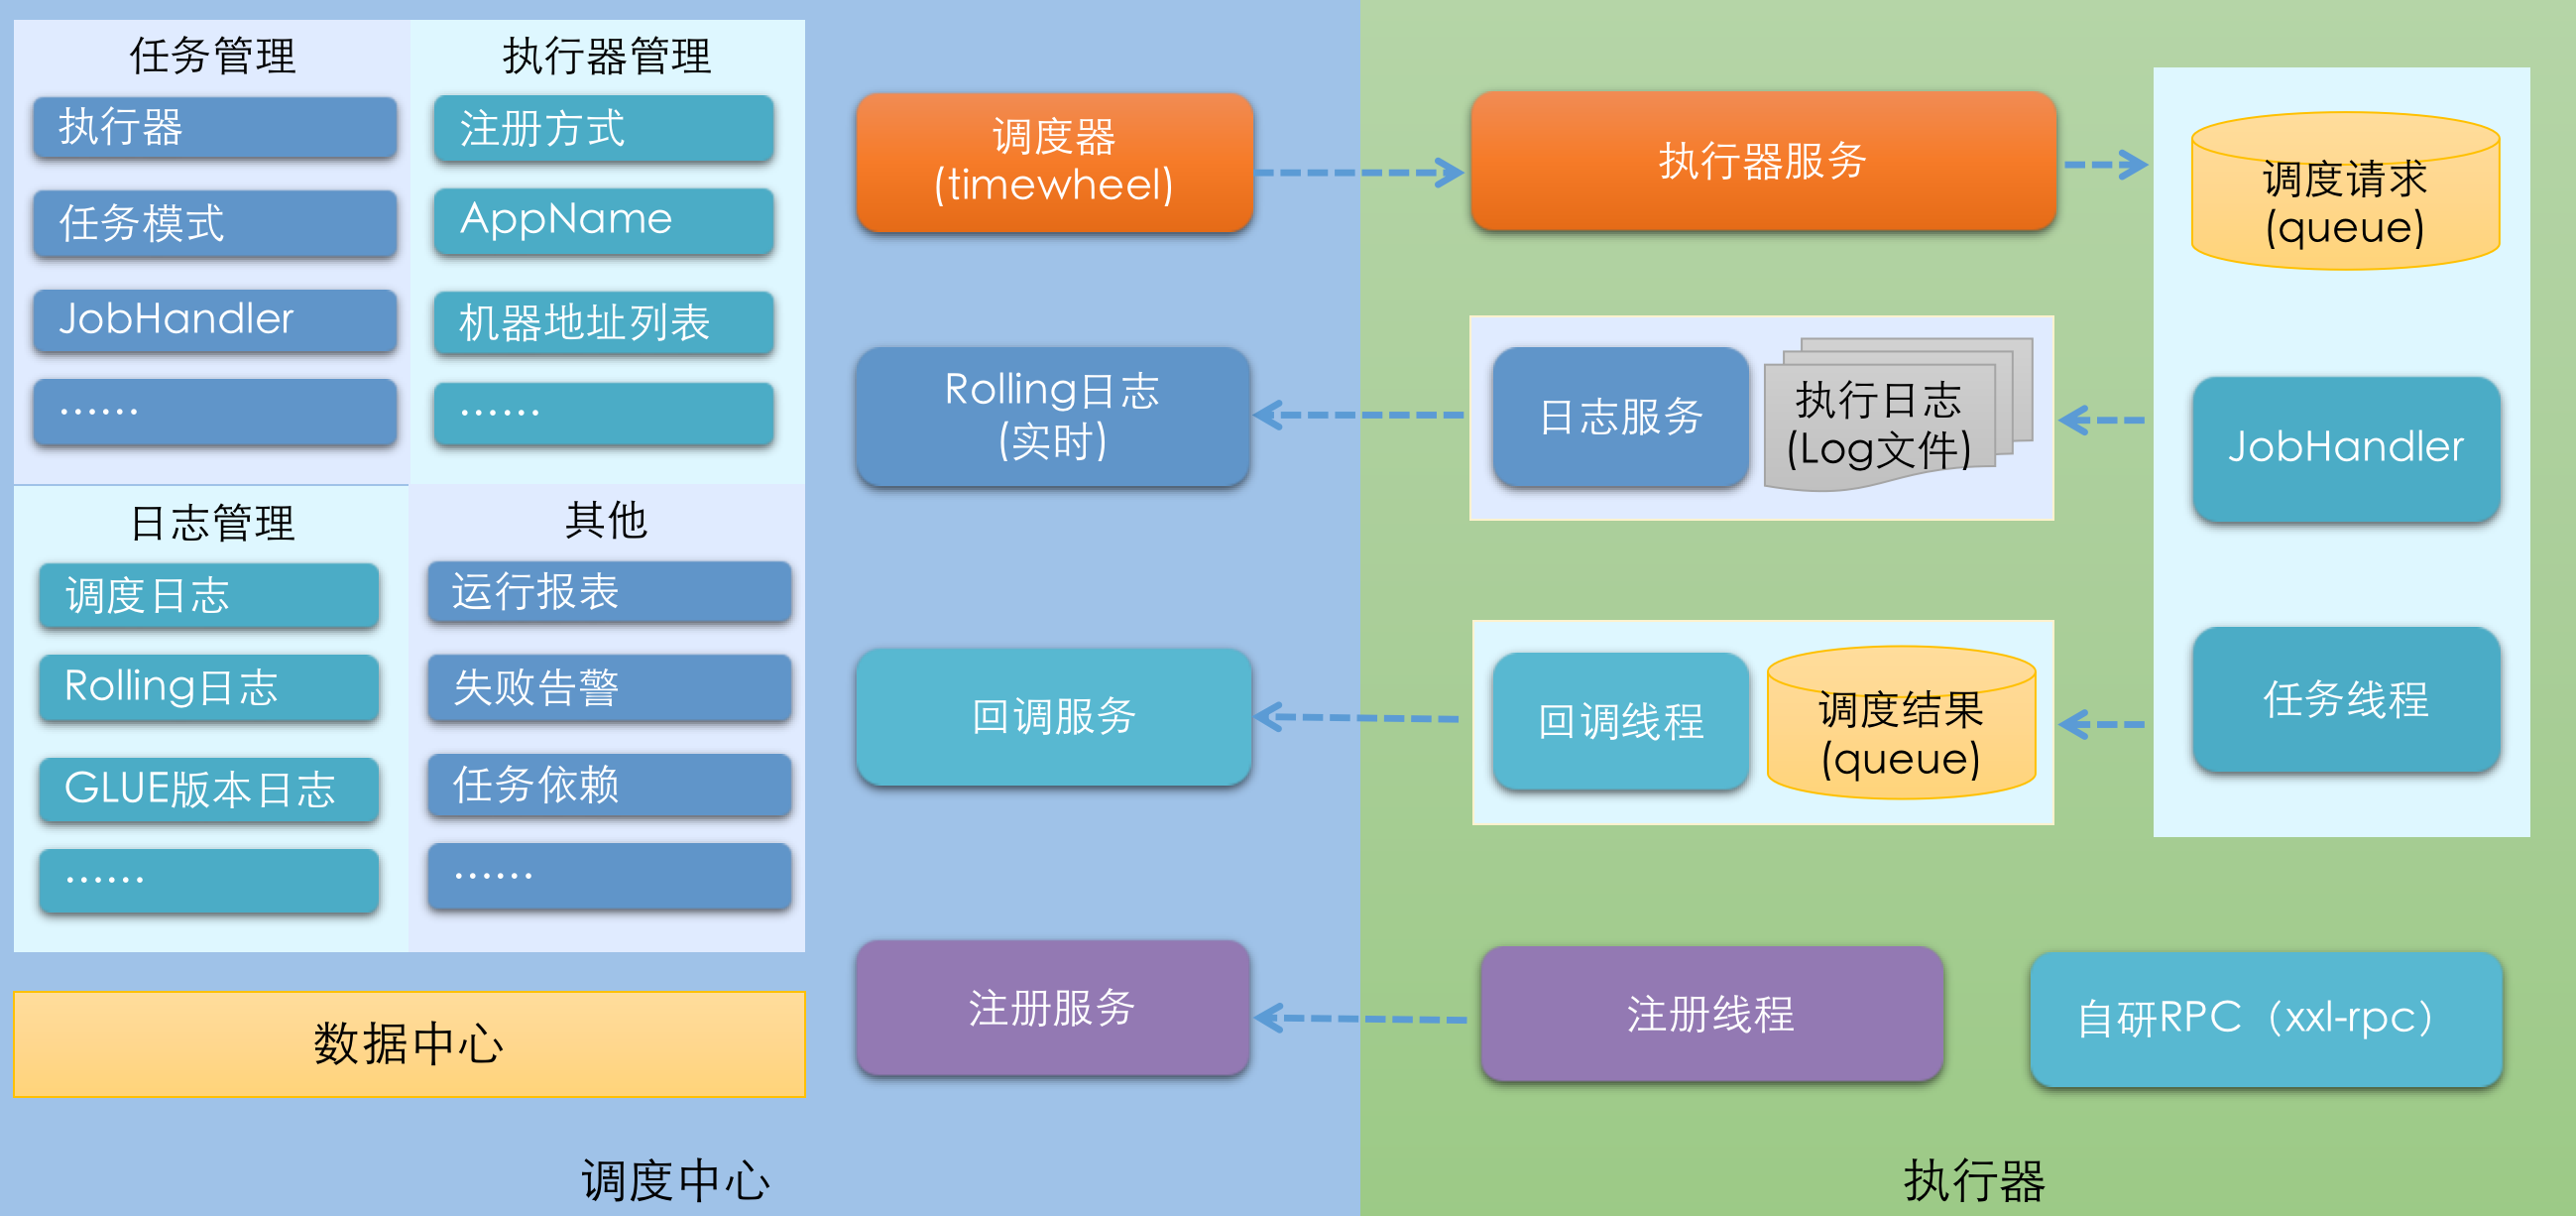 任务管理
执行器
任务模式
JobHandler
······
执行器管理
注册方式
AppName
机器地址列表
······
日志管理
调度日志
Rolling日志
GLUE版本日志
······
其他
运行报表
失败告警
任务依赖
······
数据中心
调度中心
调度器
(timewheel)
Rolling日志
(实时)
回调服务
注册服务
执行器服务
日志服务
执行日志
(Log文件)
回调线程
调度结果
(queue)
注册线程
调度请求
(queue)
JobHandler
任务线程
自研RPC（xxl-rpc）
执行器